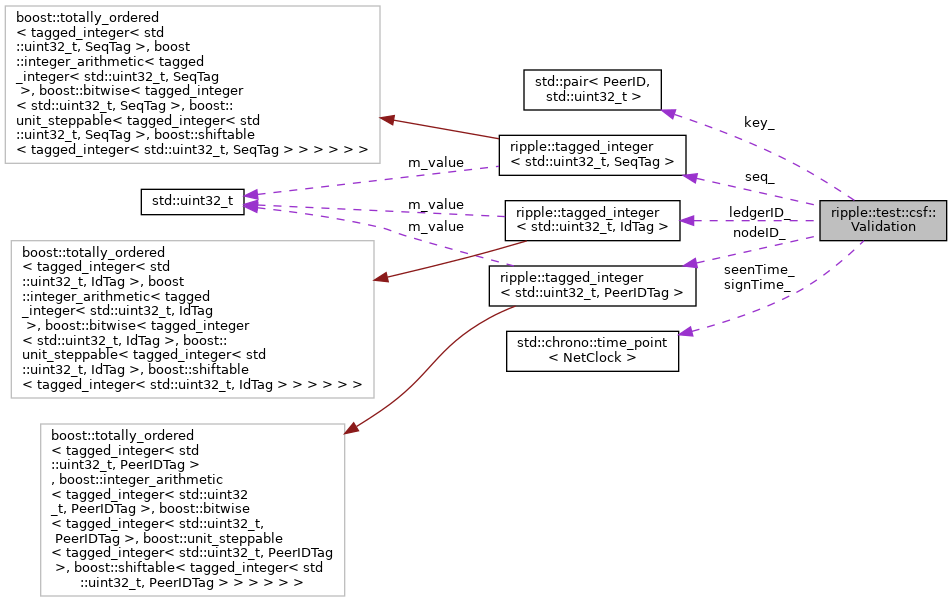 boost::totally_ordered
< tagged_integer< std
::uint32_t, SeqTag >, boost
::integer_arithmetic< tagged
_integer< std::uint32_t, SeqTag
>, boost::bitwise< tagged_integer
< std::uint32_t, SeqTag >, boost::
unit_steppable< tagged_integer< std
::uint32_t, SeqTag >, boost::shiftable
< tagged_integer< std::uint32_t, SeqTag > > > > > >
std::pair< PeerID,
std::uint32_t >
key_
ripple::tagged_integer
< std::uint32_t, SeqTag >
m_value
seq_
std::uint32_t
m_value
m_value
ripple::tagged_integer
< std::uint32_t, IdTag >
ledgerID_
nodeID_
ripple::test::csf::
Validation
boost::totally_ordered
< tagged_integer< std
::uint32_t, IdTag >, boost
::integer_arithmetic< tagged
_integer< std::uint32_t, IdTag
>, boost::bitwise< tagged_integer
< std::uint32_t, IdTag >, boost::
unit_steppable< tagged_integer< std
::uint32_t, IdTag >, boost::shiftable
< tagged_integer< std::uint32_t, IdTag > > > > > >
ripple::tagged_integer
< std::uint32_t, PeerIDTag >
seenTime_
signTime_
std::chrono::time_point
< NetClock >
boost::totally_ordered
< tagged_integer< std
::uint32_t, PeerIDTag >
, boost::integer_arithmetic
< tagged_integer< std::uint32
_t, PeerIDTag >, boost::bitwise
< tagged_integer< std::uint32_t,
PeerIDTag >, boost::unit_steppable
< tagged_integer< std::uint32_t, PeerIDTag
>, boost::shiftable< tagged_integer< std
::uint32_t, PeerIDTag > > > > > >